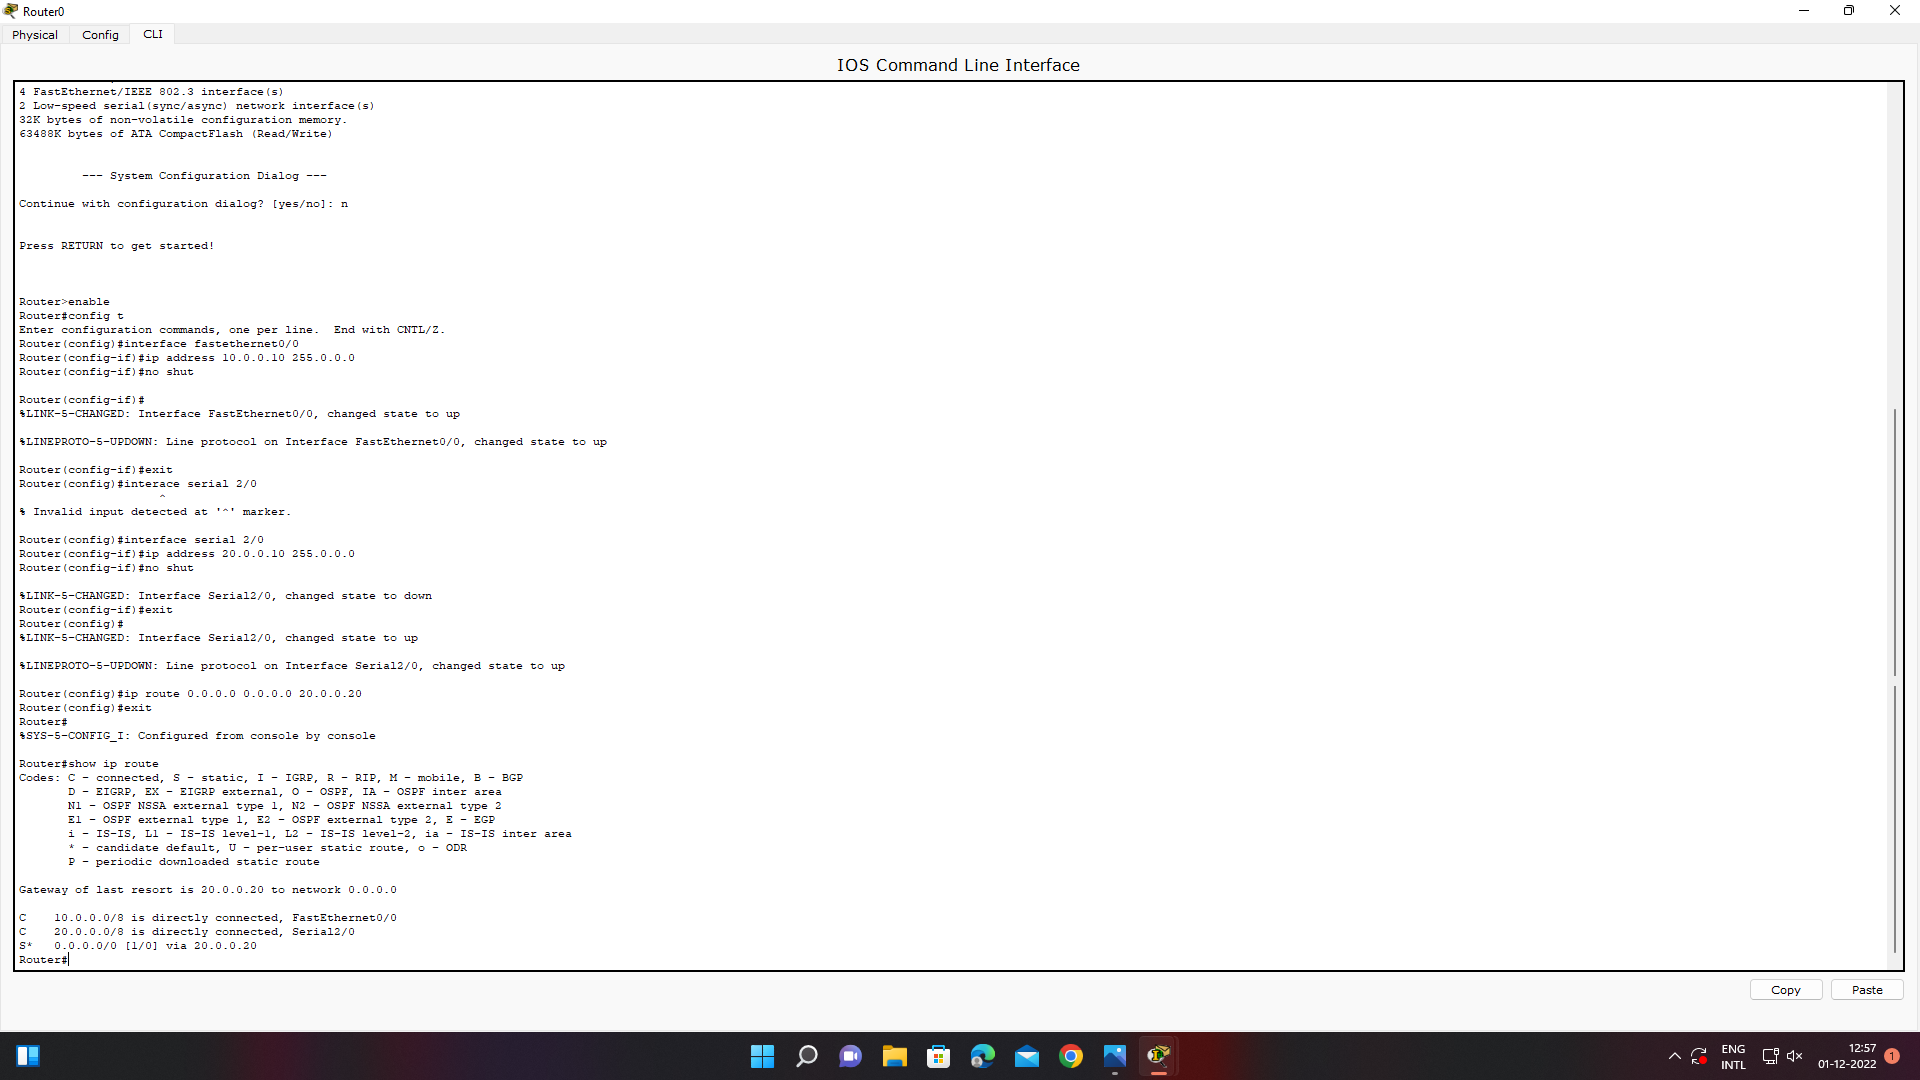 Router0
Physical Config CLI
IOS Command Line Interface
4 FastEthernet/IEEE 802.3 interface(s)
2 Low-speed serial(sync/async) network interface(s)
32K bytes of non-volatile configuration memory.
63488K bytes of ATA CompactFlash (Read/Write)
--- System Configuration Dialog ---
Continue with configuration dialog? [yes/no]: n
Press RETURN to get started!
Router>enable
Router#config t
Enter configuration commands, one per line.  End with CNTL/Z.
Router(config)#interface fastethernet0/0
Router(config-if)#ip address 10.0.0.10 255.0.0.0
Router(config-if)#no shut
Router(config-if)#
%LINK-5-CHANGED: Interface FastEthernet0/0, changed state to up
%LINEPROTO-5-UPDOWN: Line protocol on Interface FastEthernet0/0, changed state to up
Router(config-if)#exit
Router(config)#interace serial 2/0
^
% Invalid input detected at '^' marker.
Router(config)#interface serial 2/0
Router(config-if)#ip address 20.0.0.10 255.0.0.0
Router(config-if)#no shut
%LINK-5-CHANGED: Interface Serial2/0, changed state to down
Router(config-if)#exit
Router(config)#
%LINK-5-CHANGED: Interface Serial2/0, changed state to up
%LINEPROTO-5-UPDOWN: Line protocol on Interface Serial2/0, changed state to up
Router(config)#ip route 0.0.0.0 0.0.0.0 20.0.0.20
Router(config)#exit
Router#
%SYS-5-CONFIG_I: Configured from console by console
Router#show ip route
Codes: C - connected, S - static, I - IGRP, R - RIP, M - mobile, B - BGP
D - EIGRP, EX - EIGRP external, O - OSPF, IA - OSPF inter area
N1 - OSPF NSSA external type 1, N2 - OSPF NSSA external type 2
E1 - OSPF external type 1, E2 - OSPF external type 2, E - EGP
i - IS-IS, L1 - IS-IS level-1, L2 - IS-IS level-2, ia - IS-IS inter area
* - candidate default, U - per-user static route, o - ODR
P - periodic downloaded static route
Gateway of last resort is 20.0.0.20 to network 0.0.0.0
C    10.0.0.0/8 is directly connected, FastEthernet0/0
C    20.0.0.0/8 is directly connected, Serial2/0
S*   0.0.0.0/0 [1/0] via 20.0.0.20
Router#
Copy Paste
ENG 12:57
INTL 01-12-2022 1